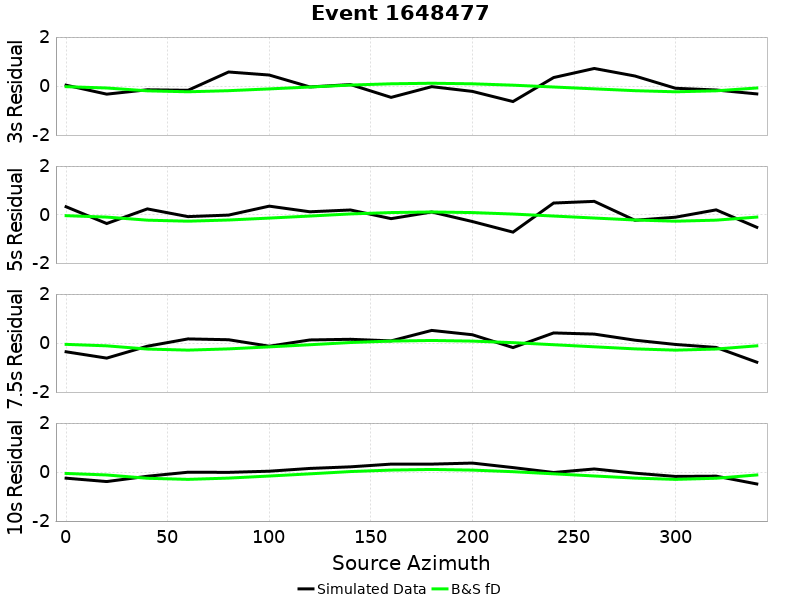 Event 1648477
3s Residual
2
0
-2
5s Residual
2
0
-2
7.5s Residual
2
0
-2
10s Residual
2
0
-2
0 50 100 150 200 250 300
Source Azimuth
Simulated Data B&S fD